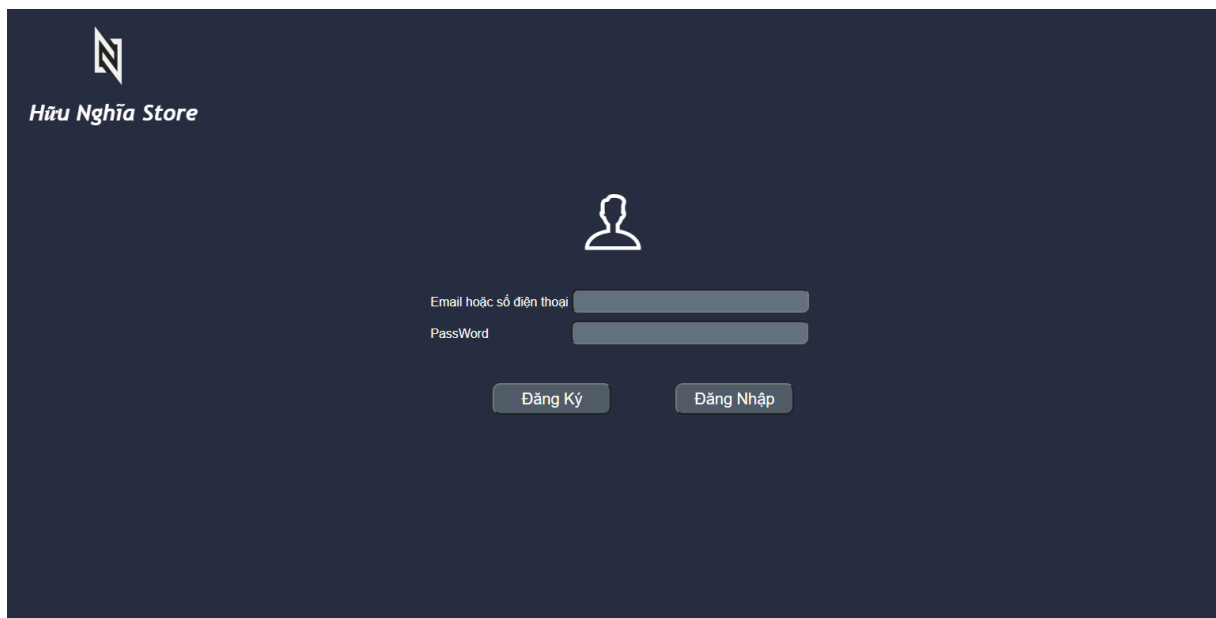 Hữu Nghĩa Store
Email hoặc số điện thoại
PassWord
Đăng Ký
Đăng Nhập